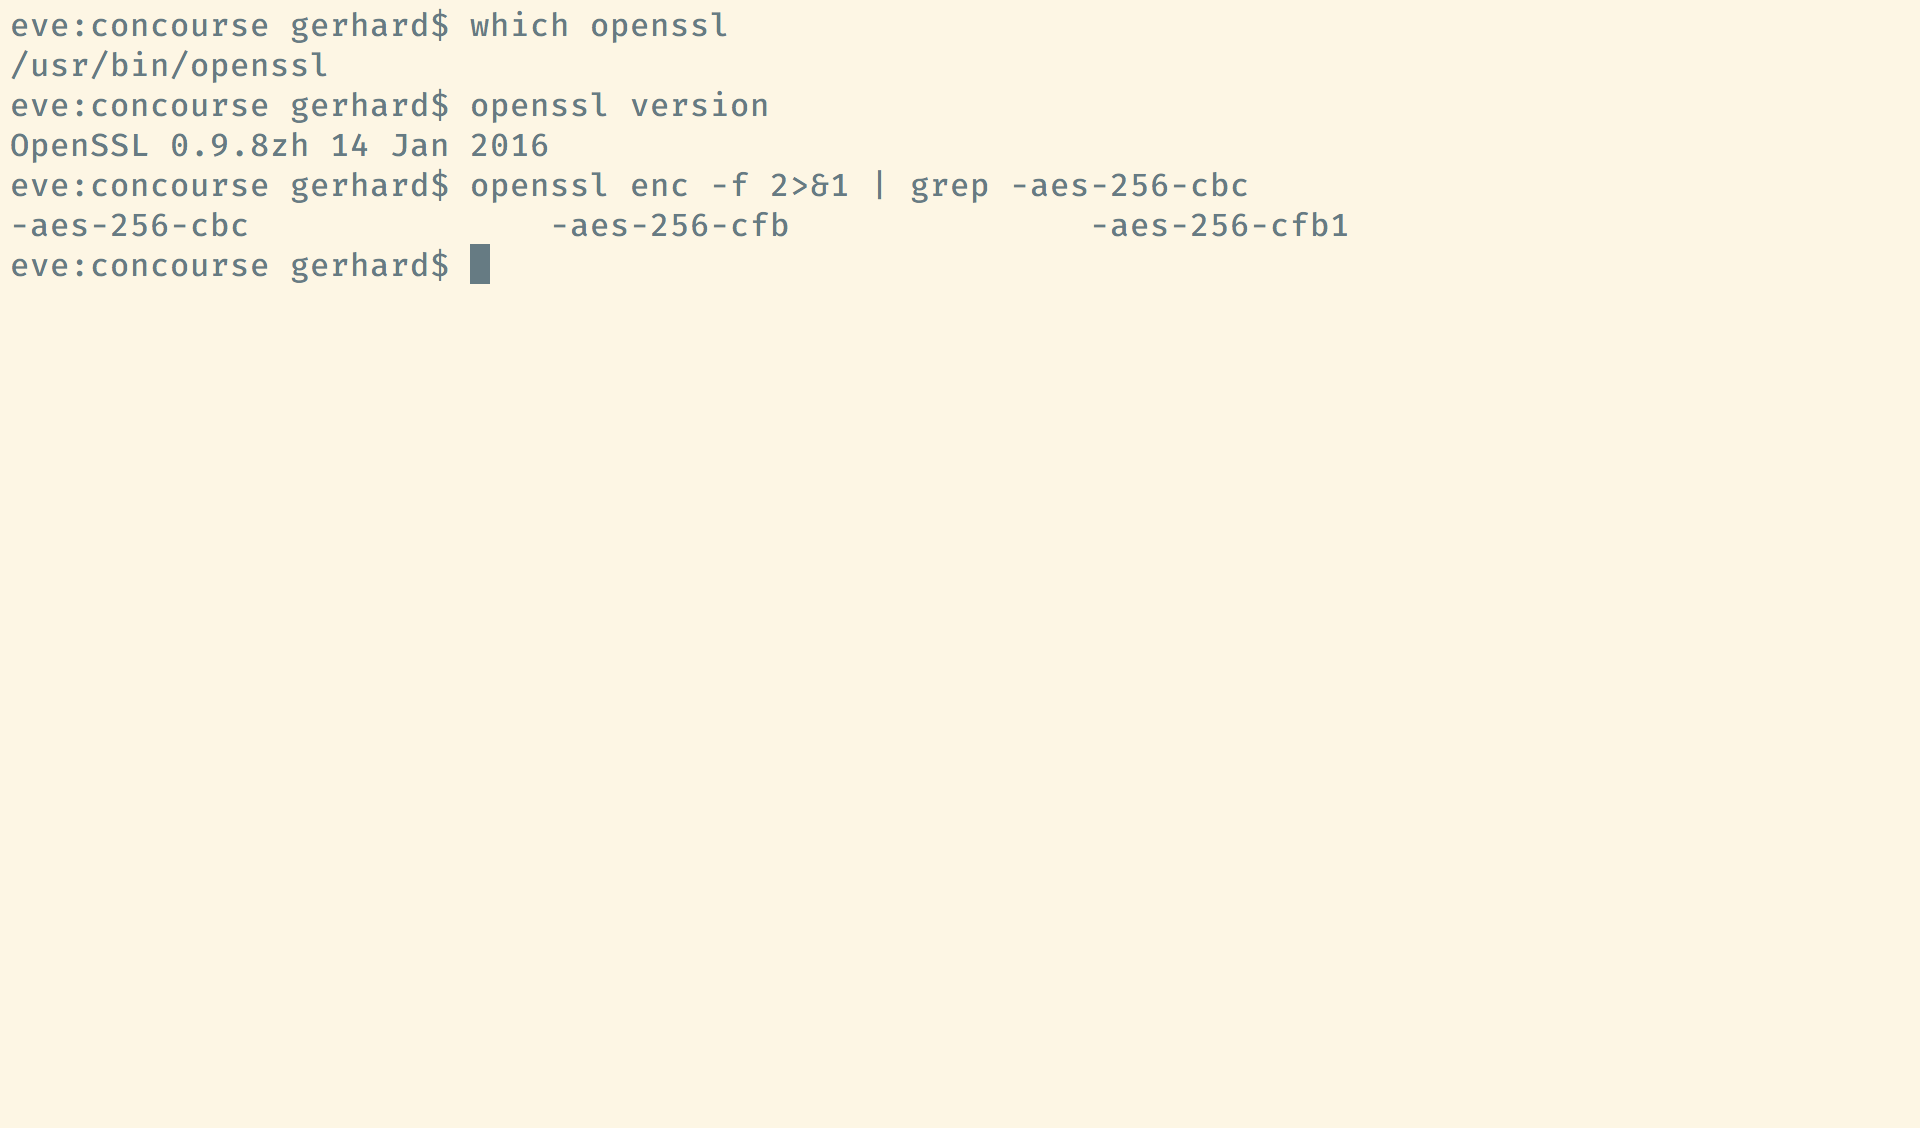 eve:concourse gerhard$ which openssl
/usr/bin/openssl
eve:concourse gerhard$ openssl version
OpenSSL 0.9.8zh 14 Jan 2016
eve:concourse gerhard$ openssl enc -f 2>&1 | grep -aes-256-cbc
-aes-256-cbc               -aes-256-cfb               -aes-256-cfb1
eve:concourse gerhard$